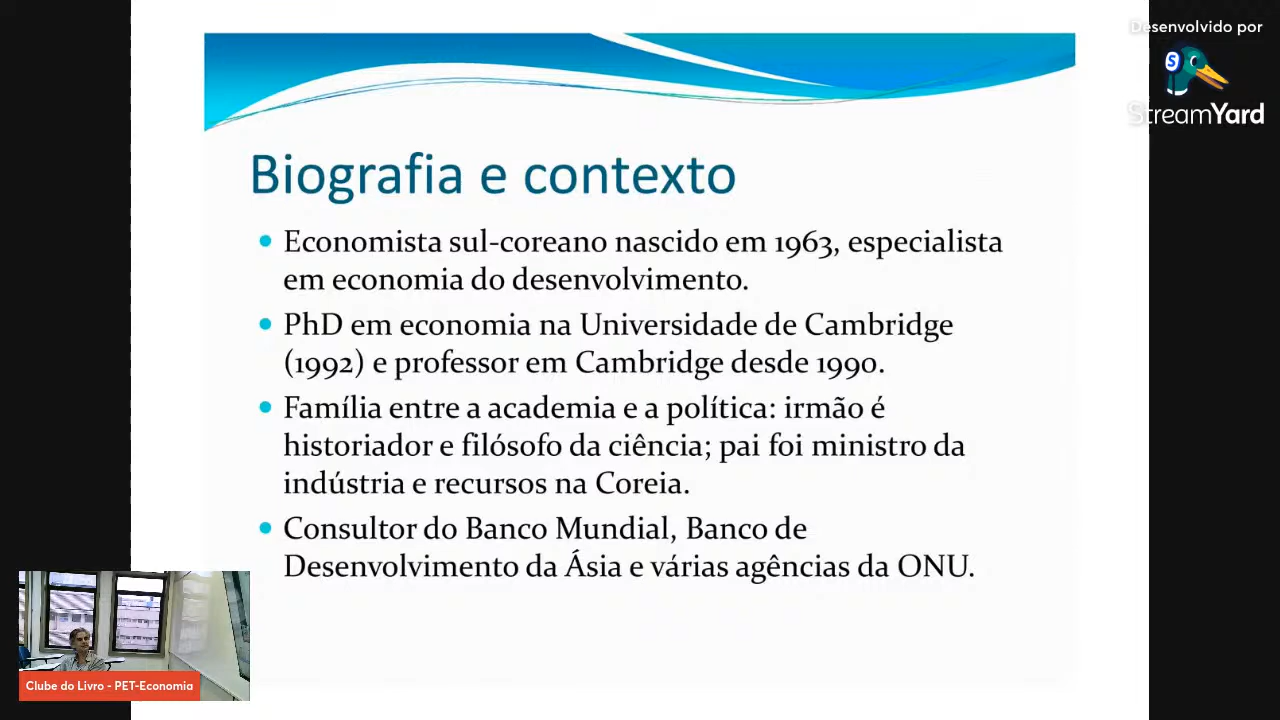 Desenvolvido por
StreamYard
Biografia e contexto
• Economista sul-coreano nascido em 1963, especialista
em economia do desenvolvimento.
• PhD em economia na Universidade de Cambridge
(1992) e professor em Cambridge desde 1990.
• Família entre a academia e a política: irmão é
historiador e filósofo da ciência; pai foi ministro da
indústria e recursos na Coreia.
• Consultor do Banco Mundial, Banco de
Desenvolvimento da Ásia e várias agências da ONU.
Clube do Livro - PET-Economia